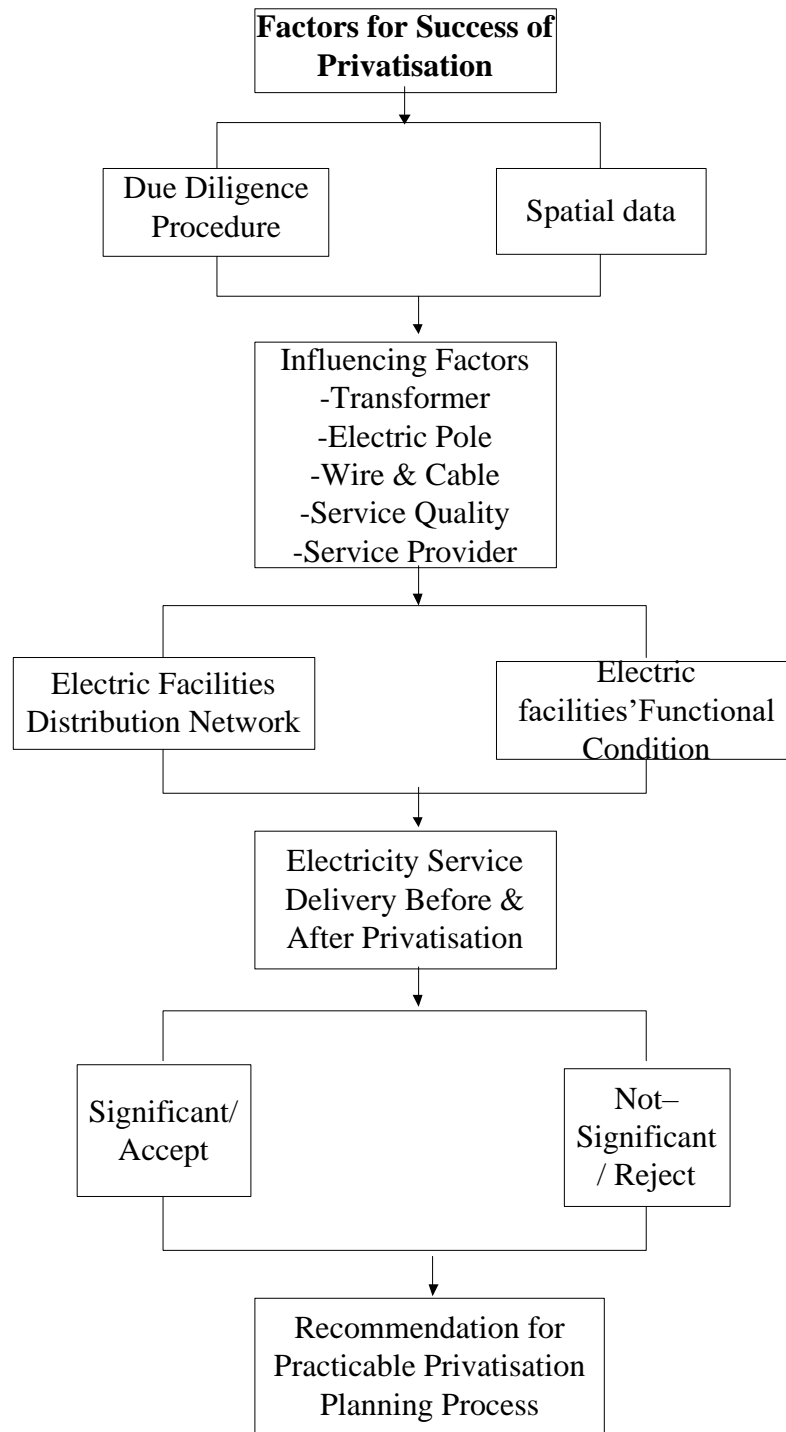 Factors for Success of
Privatisation
Due Diligence
Procedure
Spatial data
Influencing Factors
-Transformer
-Electric Pole
-Wire & Cable
-Service Quality
-Service Provider
Electric Facilities
Distribution Network
Electric
facilities’Functional
Condition
Electricity Service
Delivery Before &
After Privatisation
Significant/
Accept
Not–
Significant
/ Reject
Recommendation for
Practicable Privatisation
Planning Process